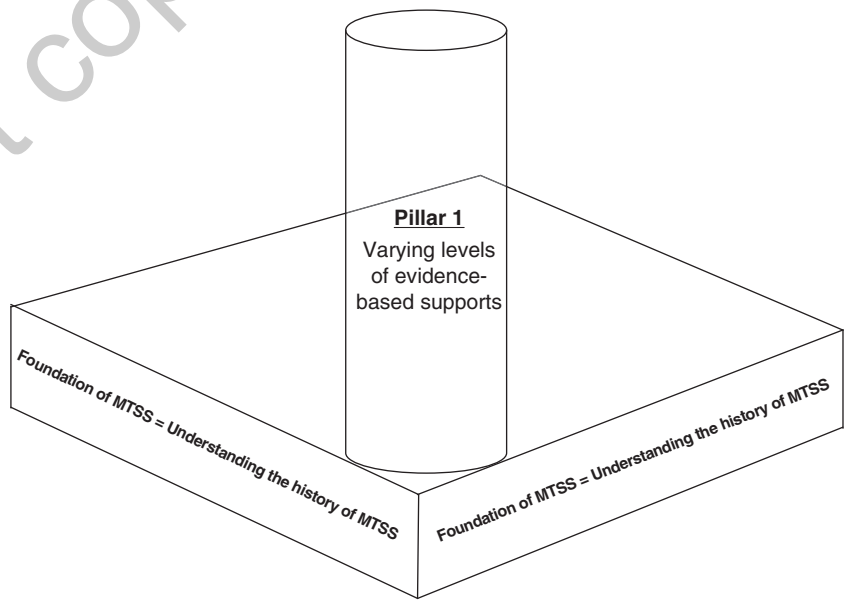 t cop
Pillar 1
Varying levels
of evidence-
based supports
Foundation of MTSS = Understanding the history of MTSS
Foundation of MTSS = Understanding the history of MTSS